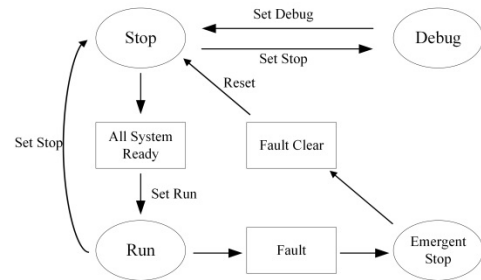 Set Debug
Stop
Debug
Set Stop
Reset
All System
Ready
Fault Clear
Set Stop
Set Run
Run
Fault
Emergent
Stop